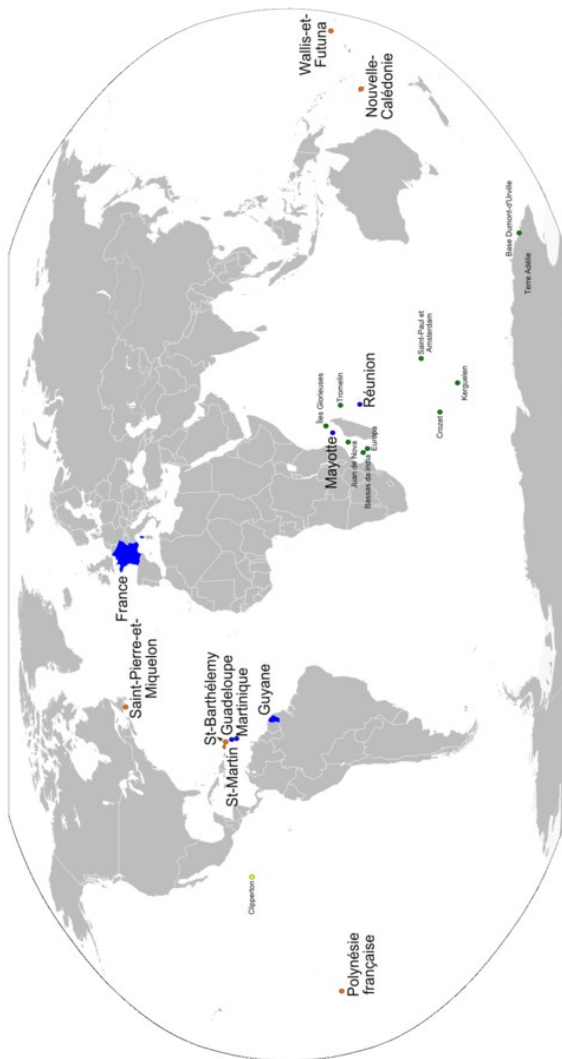 France
Saint-Pierre-et-
Miquelon
St-Barthélemy
Guadeloupe
Martinique
St-Martin
Guyane
Clipperton
Polynésie
française
Wallis-et-
Futuna
Nouvelle-
Calédonie
Îles Glorieuses
Tromelin
Mayotte
Réunion
Juan de Nova
Bassas da India
Europa
Saint-Paul et
Amsterdam
Crozet
Kerguelen
Base Dumont-d'Urville
Terre Adélie